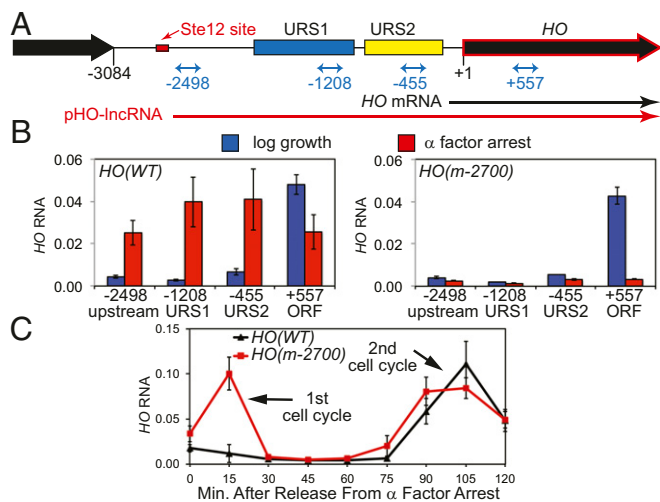 A
Ste12 site
URS1
URS2
HO
-3084
-2498
-1208
-455
+1
+557
HO mRNA
pHO-lncRNA
B
log growth
α factor arrest
HO(WT)
HO RNA
0.06
0.04
0.02
0.00
-2498 upstream
-1208 URS1
-455 URS2
+557 ORF
HO(m-2700)
HO RNA
0.06
0.04
0.02
0.00
-2498 upstream
-1208 URS1
-455 URS2
+557 ORF
C
HO(WT)
HO(m-2700)
1st cell cycle
2nd cell cycle
HO RNA
0.15
0.10
0.05
0.00
0 15 30 45 60 75 90 105 120
Min. After Release From α Factor Arrest